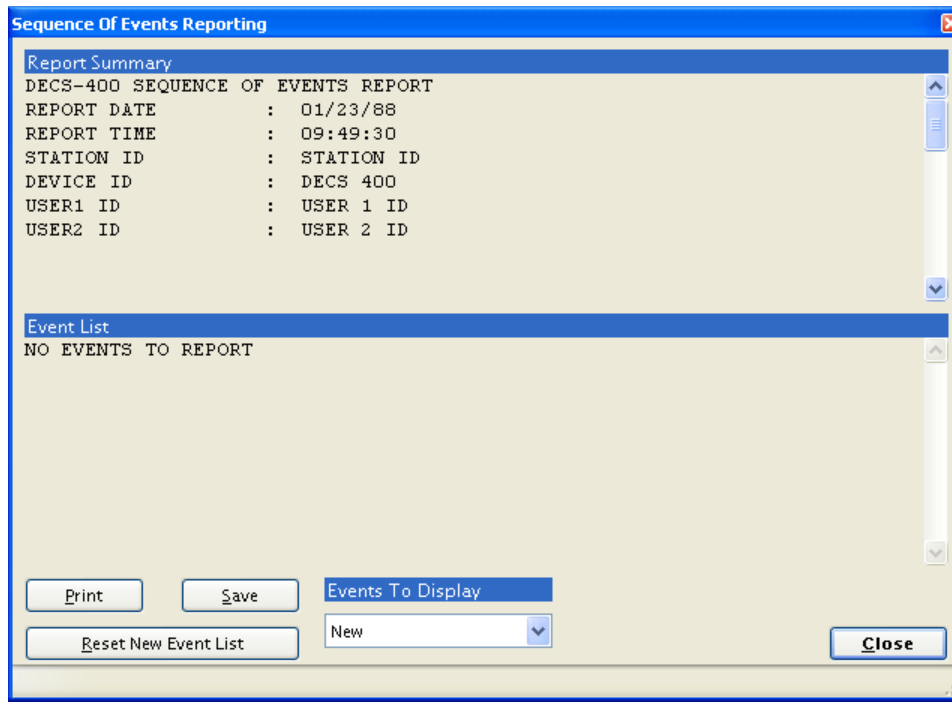 Sequence Of Events Reporting
Report Summary
DECS-400 SEQUENCE OF EVENTS REPORT
REPORT DATE : 01/23/88
REPORT TIME : 09:49:30
STATION ID : STATION ID
DEVICE ID : DECS 400
USER1 ID : USER 1 ID
USER2 ID : USER 2 ID
Event List
NO EVENTS TO REPORT
Print Save Events To Display
Reset New Event List New Close